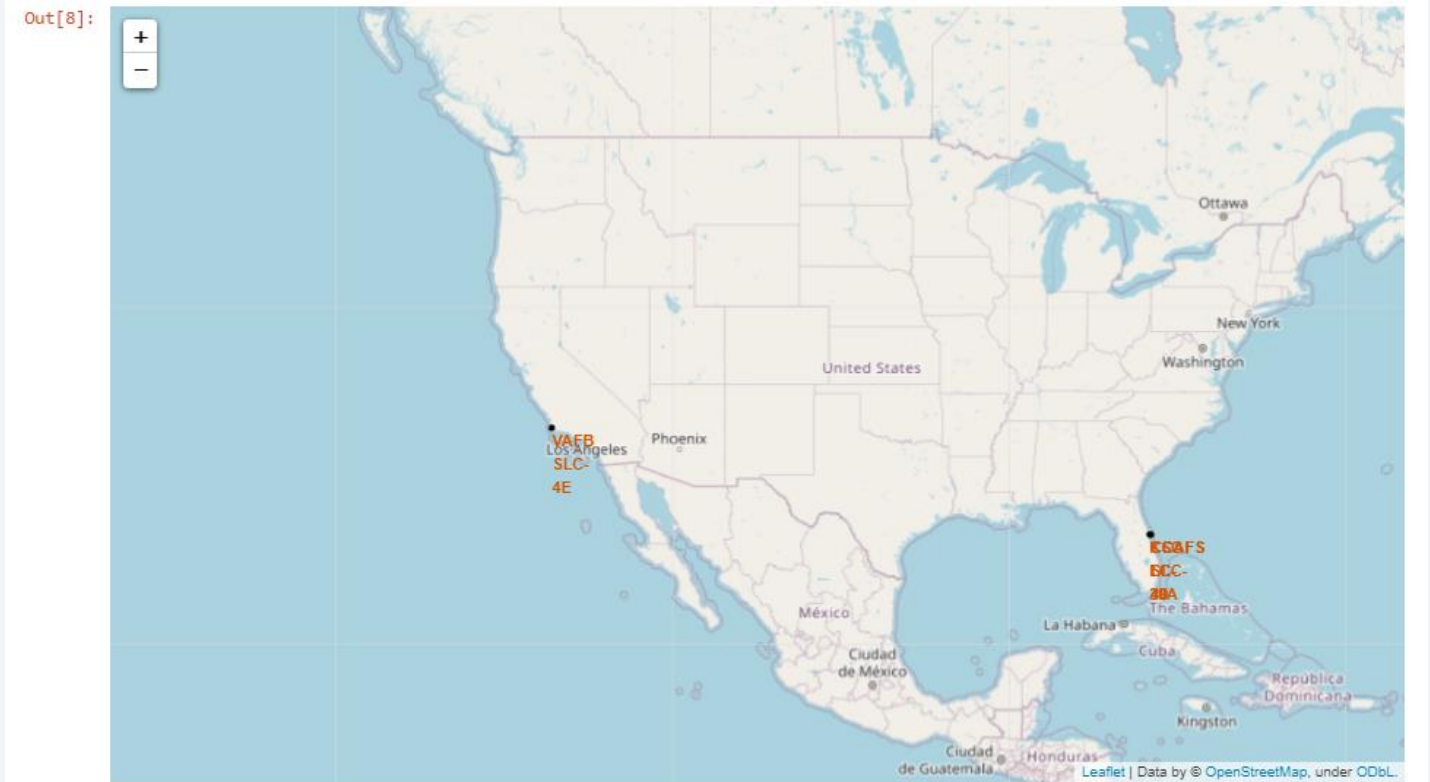 Out[8]:
+
−
Ottawa
New York
Washington
United States
Phoenix
Los Angeles
VAFB
SLC-
4E
The Bahamas
La Habana
México
Cuba
Ciudad
de México
República
Dominicana
Kingston
Ciudad
de Guatemala
Honduras
Leaflet | Data by © OpenStreetMap, under ODbL.